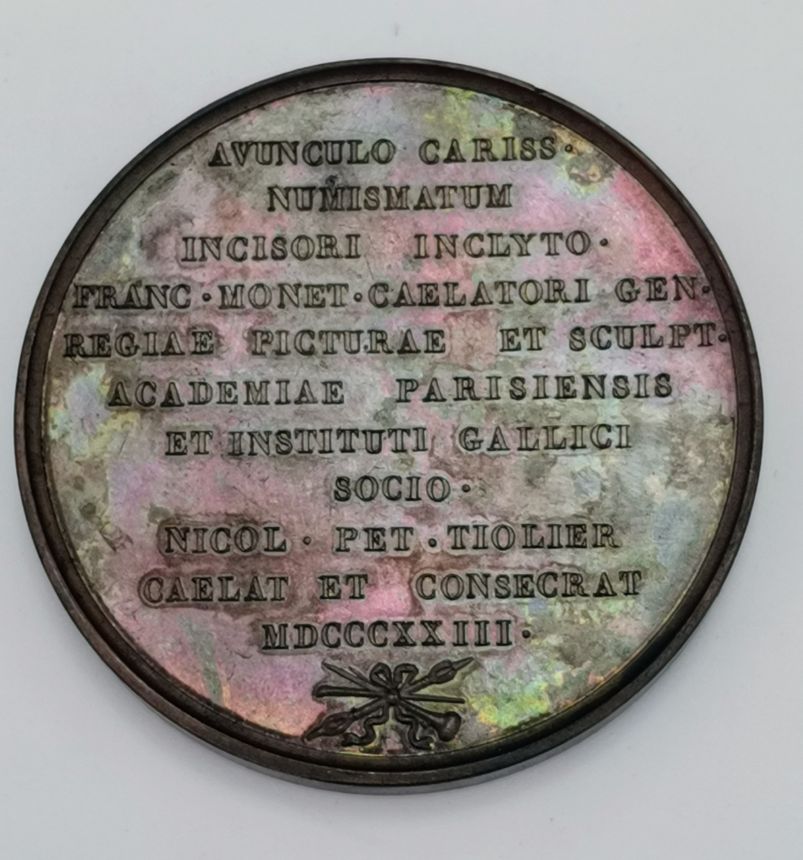 AVUNCULO CARISS·
NUMISMATUM
INCISORI INCLYTO·
FRANC·MONET·CAELATORI GEN·
REGIAE PICTURAE ET SCULPT·
ACADEMIAE PARISIENSIS
ET INSTITUTI GALLICI
SOCIO·
NICOL·PET·TIOLIER
CAELAT ET CONSECRAT
MDCCCXXIII·